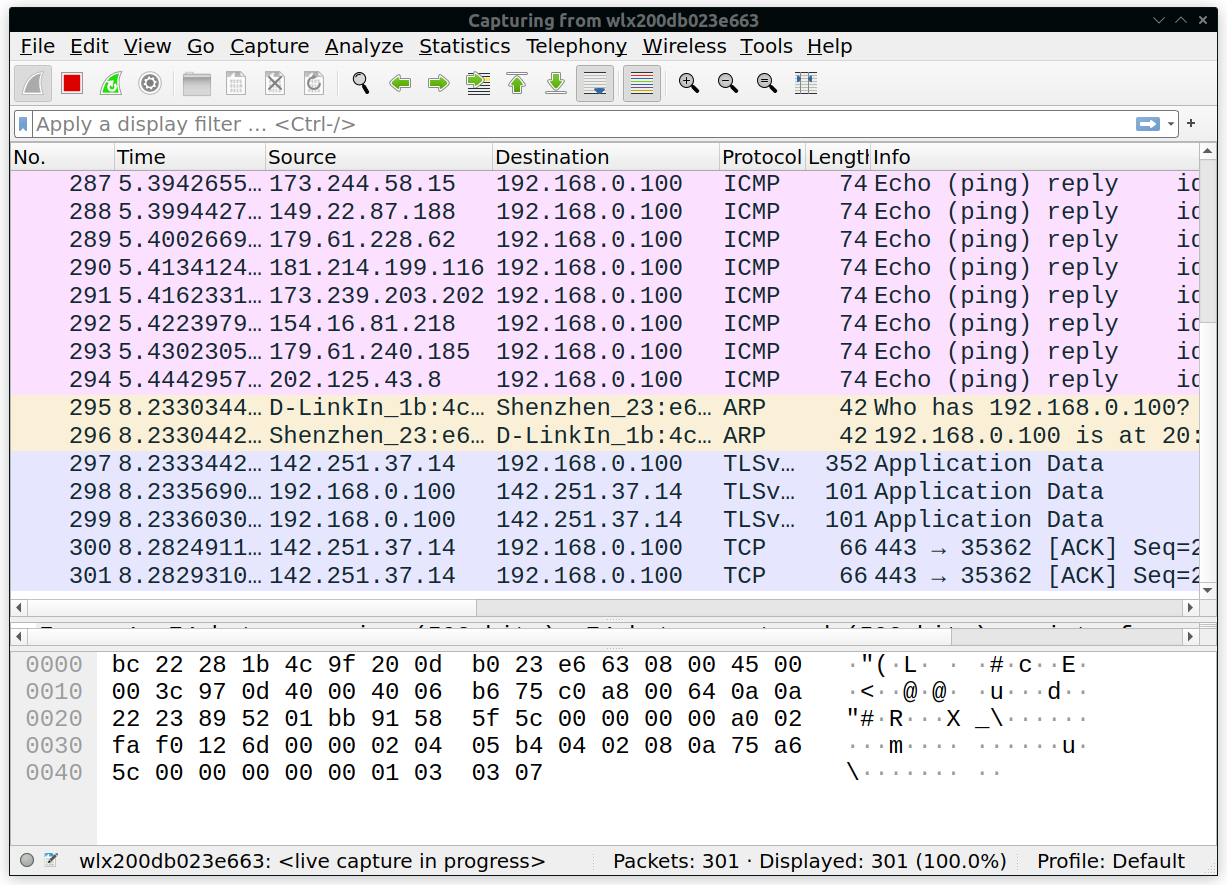 Capturing from wlx200db023e663
File Edit View Go Capture Analyze Statistics Telephony Wireless Tools Help
Apply a display filter … <Ctrl-/>
No. Time Source Destination Protocol Length Info
287 5.3942655… 173.244.58.15 192.168.0.100 ICMP 74 Echo (ping) reply id
288 5.3994427… 149.22.87.188 192.168.0.100 ICMP 74 Echo (ping) reply id
289 5.4002669… 179.61.228.62 192.168.0.100 ICMP 74 Echo (ping) reply id
290 5.4134124… 181.214.199.116 192.168.0.100 ICMP 74 Echo (ping) reply id
291 5.4162331… 173.239.203.202 192.168.0.100 ICMP 74 Echo (ping) reply id
292 5.4223979… 154.16.81.218 192.168.0.100 ICMP 74 Echo (ping) reply id
293 5.4302305… 179.61.240.185 192.168.0.100 ICMP 74 Echo (ping) reply id
294 5.4442957… 202.125.43.8 192.168.0.100 ICMP 74 Echo (ping) reply id
295 8.2330344… D-LinkIn_1b:4c… Shenzhen_23:e6… ARP 42 Who has 192.168.0.100?
296 8.2330442… Shenzhen_23:e6… D-LinkIn_1b:4c… ARP 42 192.168.0.100 is at 20:
297 8.2333442… 142.251.37.14 192.168.0.100 TLSv… 352 Application Data
298 8.2335690… 192.168.0.100 142.251.37.14 TLSv… 101 Application Data
299 8.2336030… 192.168.0.100 142.251.37.14 TLSv… 101 Application Data
300 8.2824911… 142.251.37.14 192.168.0.100 TCP 66 443 → 35362 [ACK] Seq=2
301 8.2829310… 142.251.37.14 192.168.0.100 TCP 66 443 → 35362 [ACK] Seq=2
0000 bc 22 28 1b 4c 9f 20 0d b0 23 e6 63 08 00 45 00 ·"(·L· · ·#·c··E·
0010 00 3c 97 0d 40 00 40 06 b6 75 c0 a8 00 64 0a 0a ·<··@·@· ·u···d··
0020 22 23 89 52 01 bb 91 58 5f 5c 00 00 00 00 a0 02 "#·R···X _\······
0030 fa f0 12 6d 00 00 02 04 05 b4 04 02 08 0a 75 a6 ···m···· ······u·
0040 5c 00 00 00 00 00 01 03 03 07 \······· ··
wlx200db023e663: <live capture in progress> Packets: 301 · Displayed: 301 (100.0%) Profile: Default